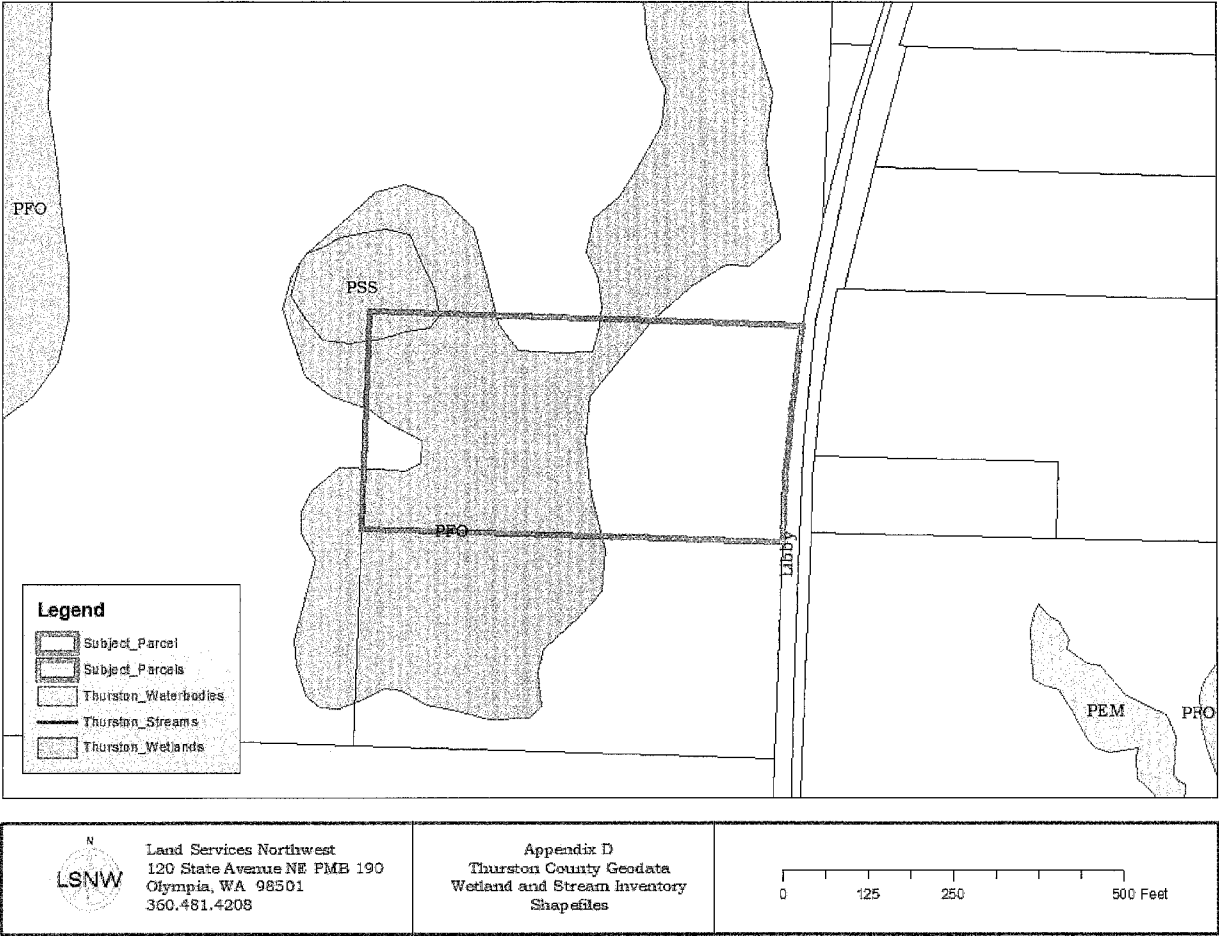 PFO
PSS
PFO
Libby
PEM
PFO
Legend
Subject_Parcel
Subject_Parcels
Thurston_Waterbodies
Thurston_Streams
Thurston_Wetlands
N
LSNW
Land Services Northwest
120 State Avenue NE PMB 190
Olympia, WA 98501
360.481.4208
Appendix D
Thurston County Geodata
Wetland and Stream Inventory
Shapefiles
0 125 250 500 Feet